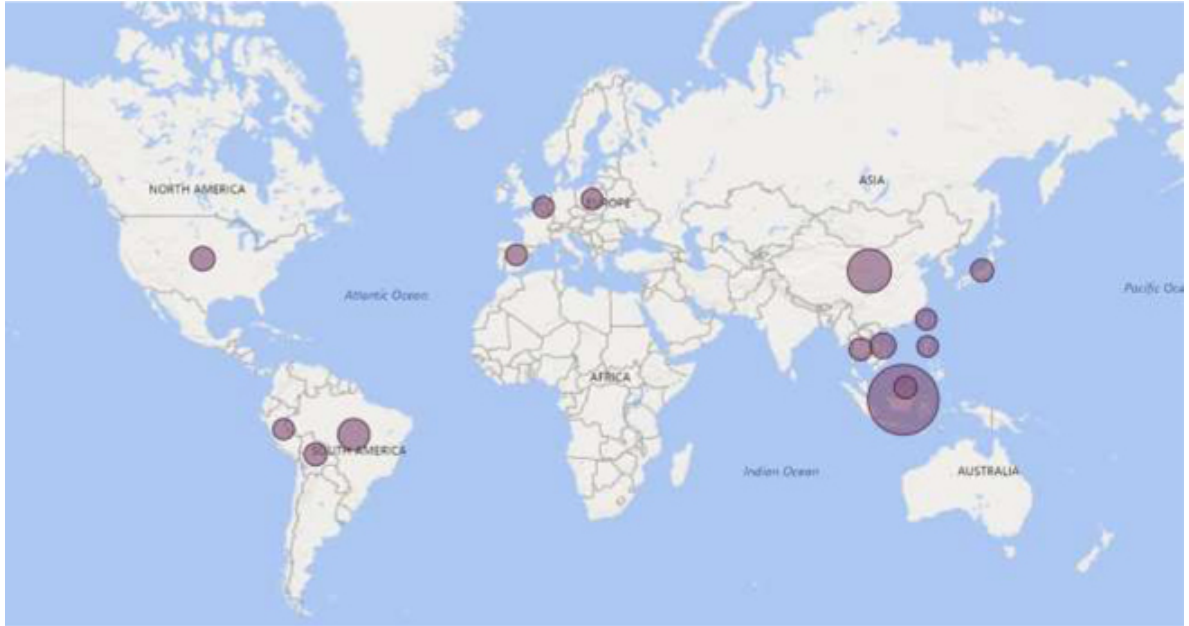 NORTH AMERICA
ASIA
EUROPE
Atlantic Ocean
Pacific Oce
AFRICA
SOUTH AMERICA
Indian Ocean
AUSTRALIA